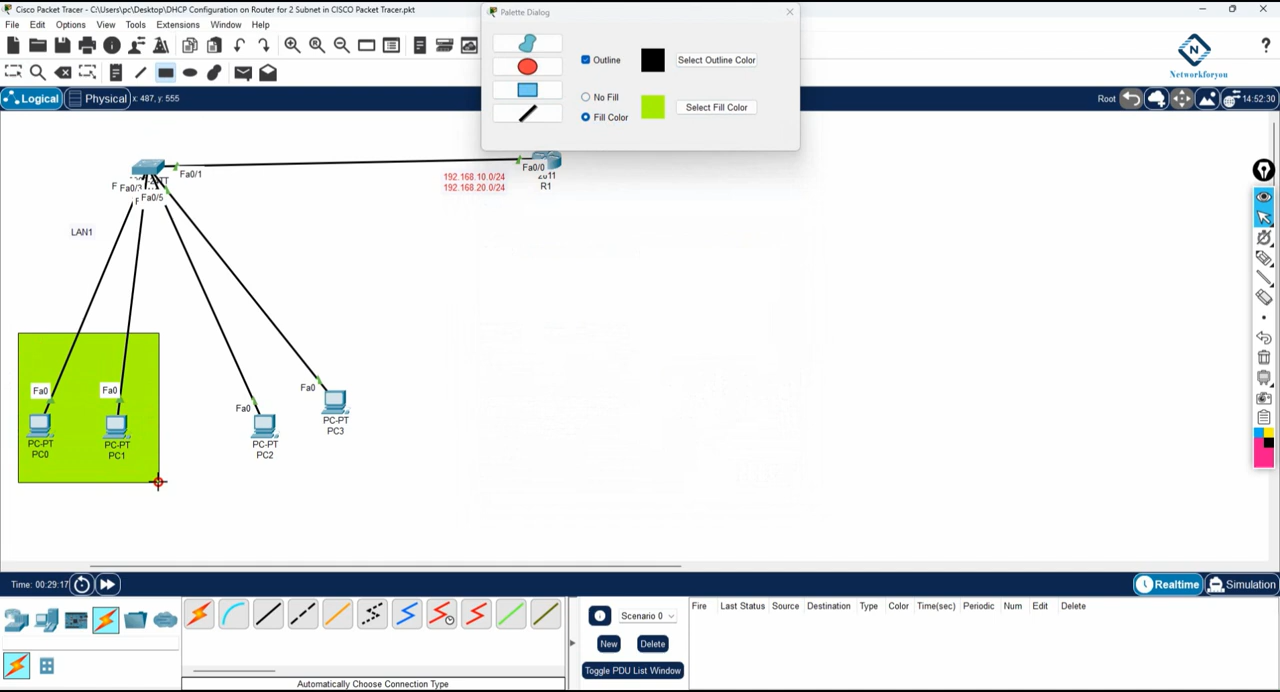 Cisco Packet Tracer - C:\Users\pc\Desktop\DHCP Configuration on Router for 2 Subnet in CISCO Packet Tracer.pkt
File Edit Options View Tools Extensions Window Help
Palette Dialog
Outline
Select Outline Color
No Fill
Fill Color
Select Fill Color
N
Networkforyou
?
Logical Physical x: 487, y: 555
Root 14:52:30
Fa0/1
Fa0/0
Fa0/5
192.168.10.0/24
192.168.20.0/24
R1
LAN1
Fa0
Fa0
Fa0
Fa0
PC-PT
PC0
PC-PT
PC1
PC-PT
PC2
PC-PT
PC3
Time: 00:29:17
Realtime Simulation
Scenario 0
New Delete
Toggle PDU List Window
Fire Last Status Source Destination Type Color Time(sec) Periodic Num Edit Delete
Automatically Choose Connection Type